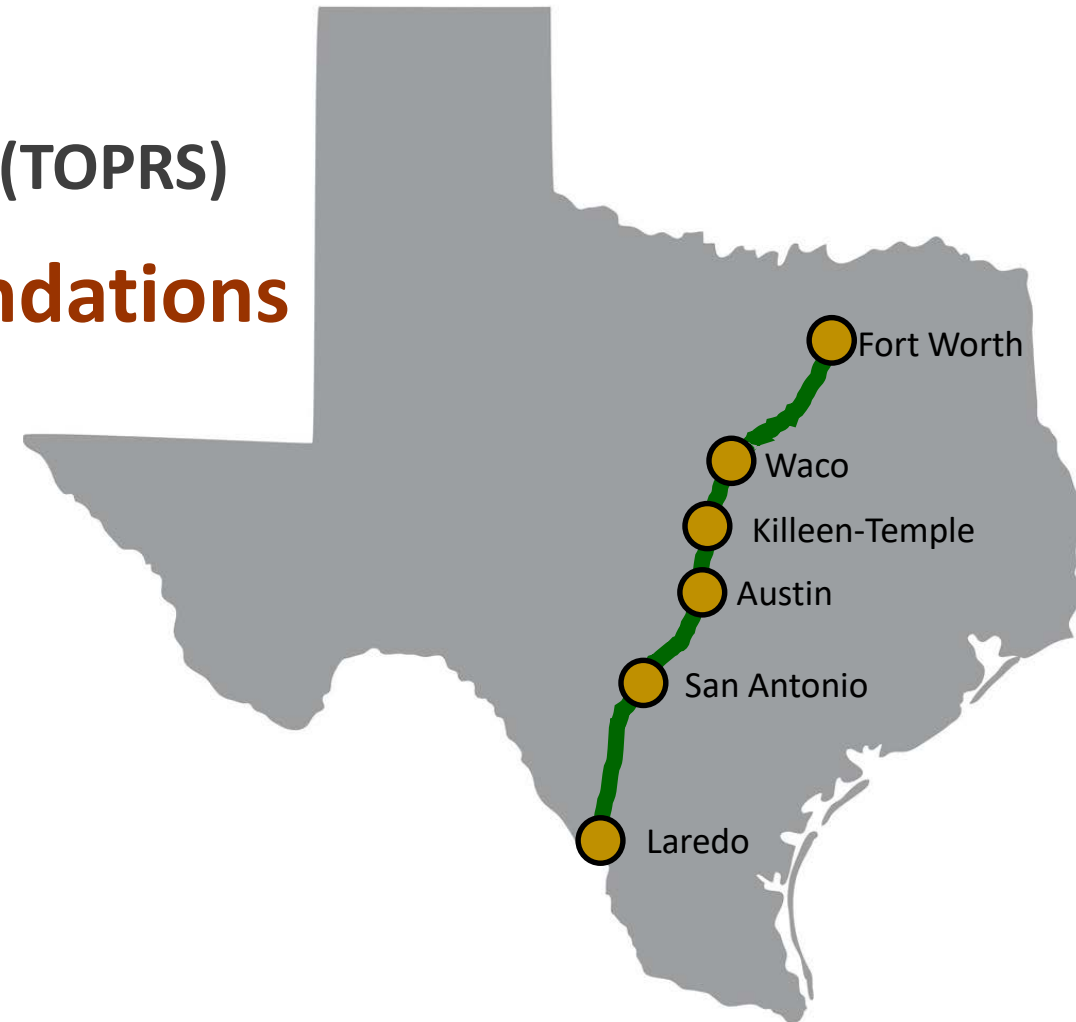 (TOPRS)
ndations
Fort Worth
Waco
Killeen-Temple
Austin
San Antonio
Laredo